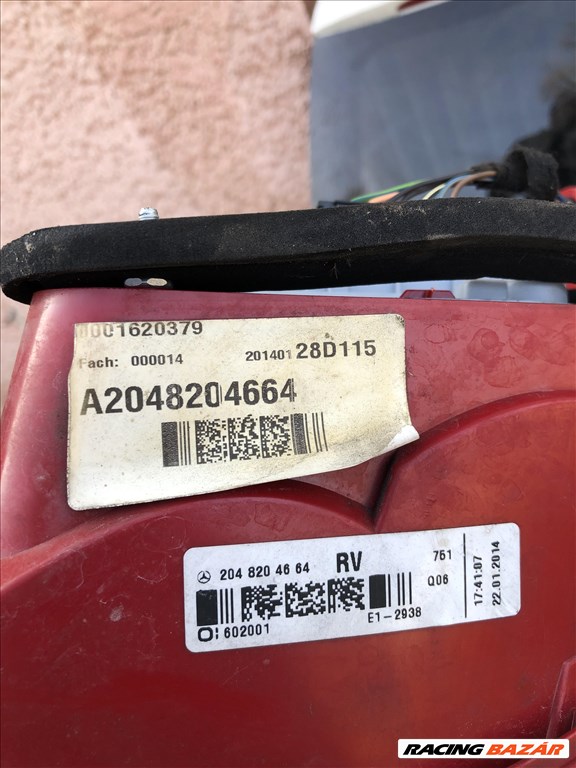 0001620379
Fach: 000014 201401 28D115
A2048204664
204 820 46 64 RV 751
Q06
E1-2938
602001
17:41:07
22.01.2014
RACING BAZÁR